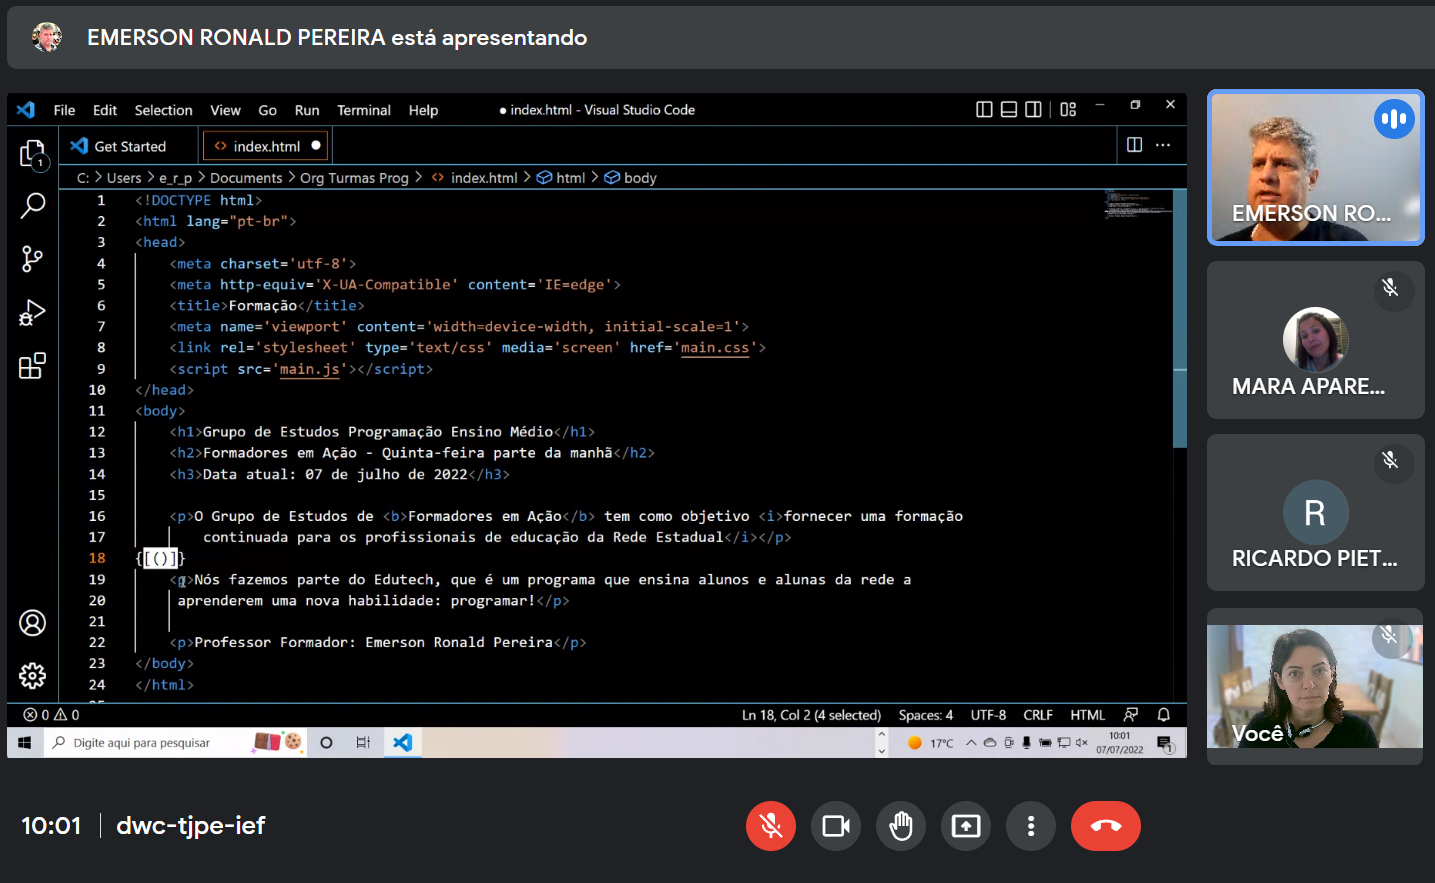 EMERSON RONALD PEREIRA está apresentando
File Edit Selection View Go Run Terminal Help
● index.html - Visual Studio Code
Get Started
<> index.html ●
C: > Users > e_r_p > Documents > Org Turmas Prog > <> index.html > html > body
1 <!DOCTYPE html>
2 <html lang="pt-br">
3 <head>
4 <meta charset='utf-8'>
5 <meta http-equiv='X-UA-Compatible' content='IE=edge'>
6 <title>Formação</title>
7 <meta name='viewport' content='width=device-width, initial-scale=1'>
8 <link rel='stylesheet' type='text/css' media='screen' href='main.css'>
9 <script src='main.js'></script>
10 </head>
11 <body>
12 <h1>Grupo de Estudos Programação Ensino Médio</h1>
13 <h2>Formadores em Ação - Quinta-feira parte da manhã</h2>
14 <h3>Data atual: 07 de julho de 2022</h3>
15
16 <p>O Grupo de Estudos de <b>Formadores em Ação</b> tem como objetivo <i>fornecer uma formação
17 continuada para os profissionais de educação da Rede Estadual</i></p>
18 {[()]}
19 <p>Nós fazemos parte do Edutech, que é um programa que ensina alunos e alunas da rede a
20 aprenderem uma nova habilidade: programar!</p>
21
22 <p>Professor Formador: Emerson Ronald Pereira</p>
23 </body>
24 </html>
0 0
Ln 18, Col 2 (4 selected) Spaces: 4 UTF-8 CRLF HTML
Digite aqui para pesquisar
17°C
10:01
07/07/2022
1
1
EMERSON RO...
MARA APARE...
R
RICARDO PIET...
Você
10:01 | dwc-tjpe-ief